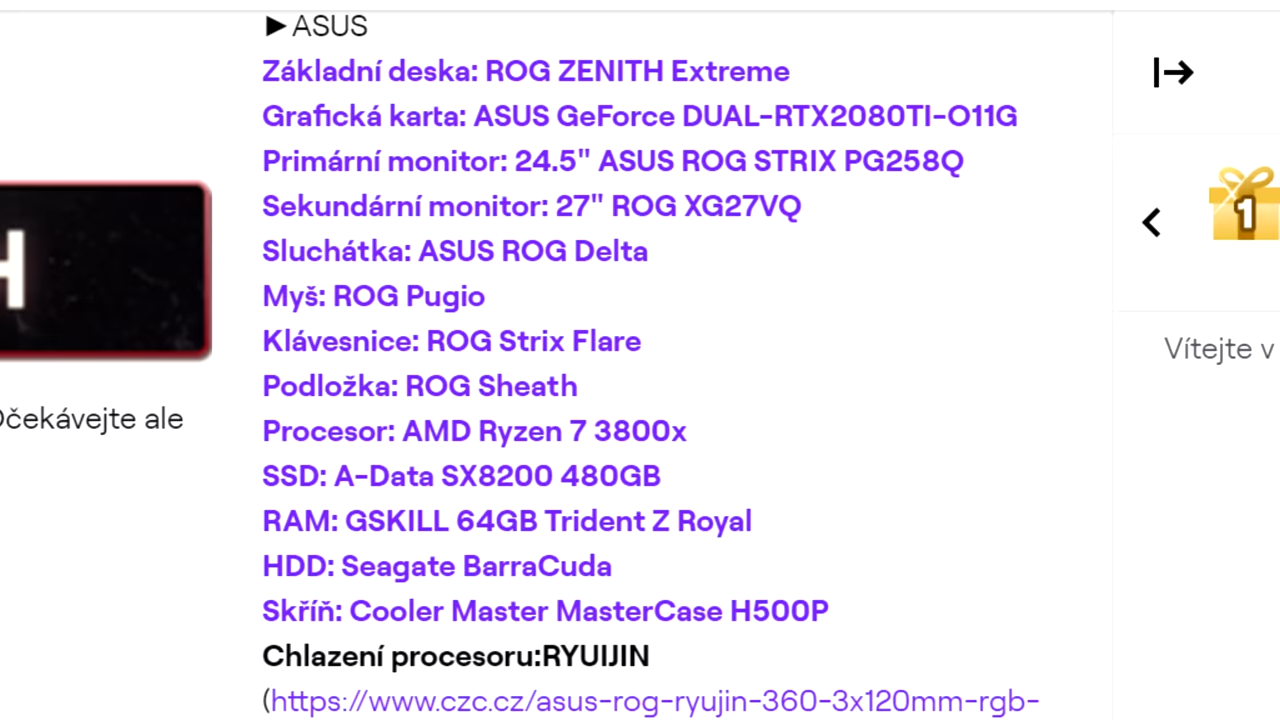 ►ASUS
Základní deska: ROG ZENITH Extreme
Grafická karta: ASUS GeForce DUAL-RTX2080TI-O11G
Primární monitor: 24.5" ASUS ROG STRIX PG258Q
Sekundární monitor: 27" ROG XG27VQ
Sluchátka: ASUS ROG Delta
Myš: ROG Pugio
Klávesnice: ROG Strix Flare
Podložka: ROG Sheath
Procesor: AMD Ryzen 7 3800x
SSD: A-Data SX8200 480GB
RAM: GSKILL 64GB Trident Z Royal
HDD: Seagate BarraCuda
Skříň: Cooler Master MasterCase H500P
Chlazení procesoru:RYUIJIN
(https://www.czc.cz/asus-rog-ryujin-360-3x120mm-rgb-
H
Očekávejte ale
1
Vítejte v